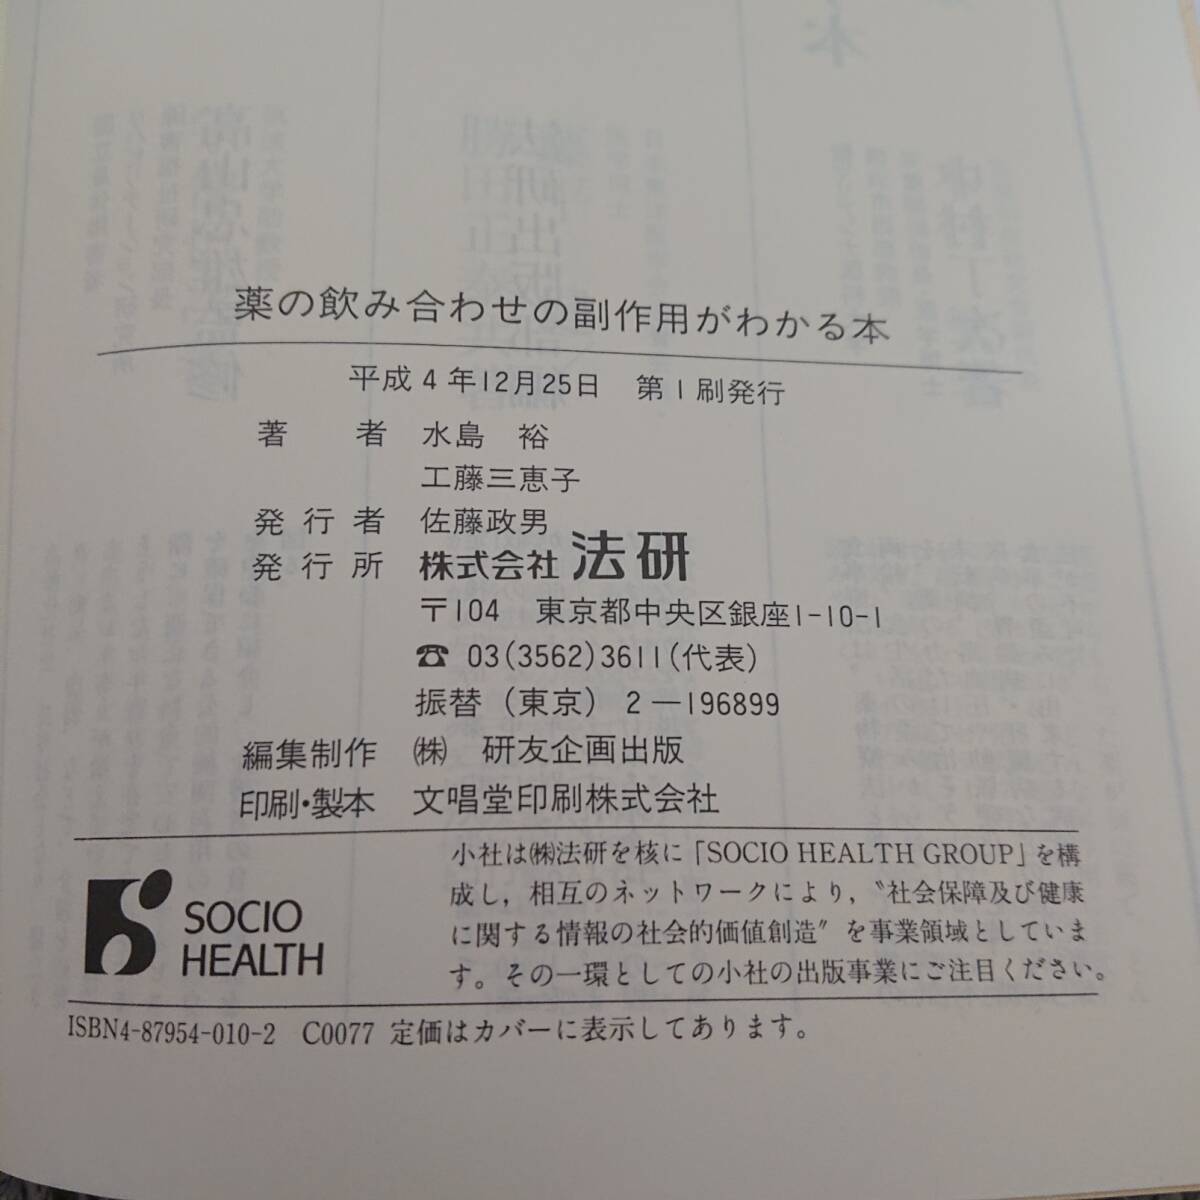 薬の飲み合わせの副作用がわかる本
平成4年12月25日　第1刷発行
著　者　水島　裕
工藤三恵子
発行者　佐藤政男
発行所　株式会社 法研
〒104　東京都中央区銀座1-10-1
☎ 03(3562)3611(代表)
振替（東京）2—196899
編集制作　㈱　研友企画出版
印刷・製本　文唱堂印刷株式会社
小社は㈱法研を核に「SOCIO HEALTH GROUP」を構
成し，相互のネットワークにより，〝社会保障及び健康
に関する情報の社会的価値創造〟を事業領域としていま
す。その一環としての小社の出版事業にご注目ください。
SOCIO
HEALTH
ISBN4-87954-010-2　C0077　定価はカバーに表示してあります。